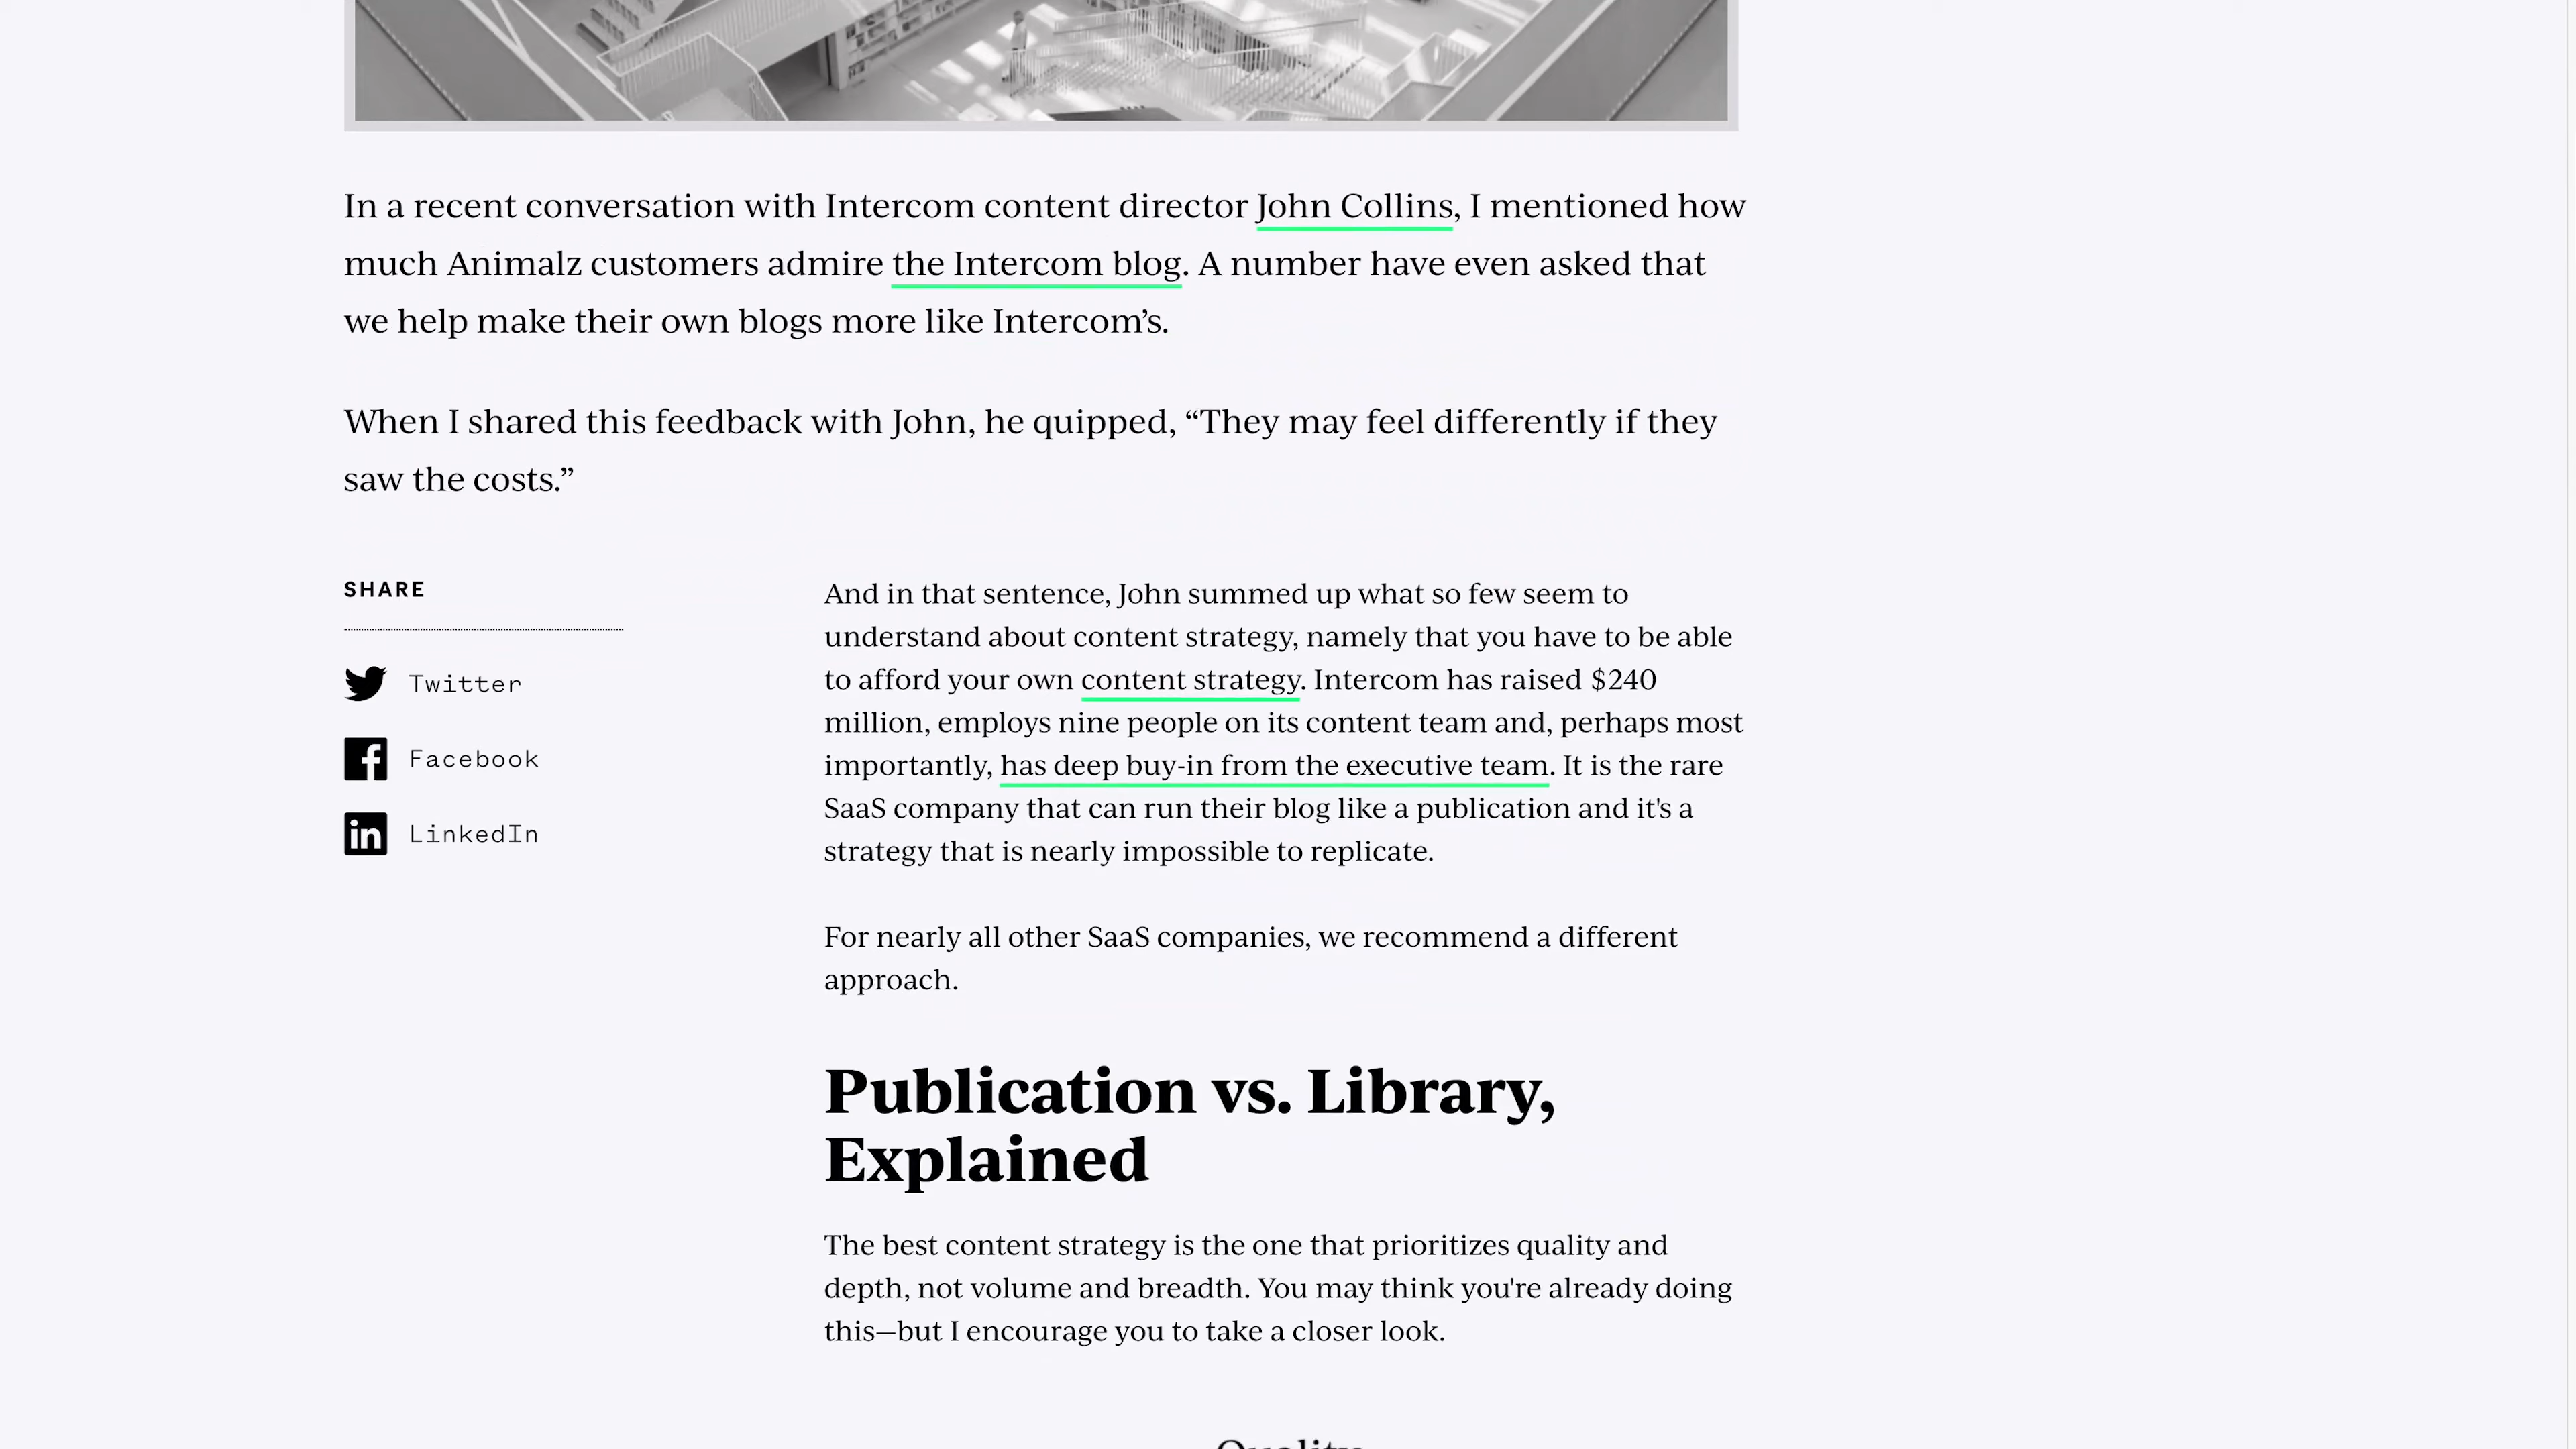 In a recent conversation with Intercom content director John Collins, I mentioned how
much Animalz customers admire the Intercom blog. A number have even asked that
we help make their own blogs more like Intercom’s.
When I shared this feedback with John, he quipped, “They may feel differently if they
saw the costs.”
SHARE
Twitter
Facebook
LinkedIn
And in that sentence, John summed up what so few seem to
understand about content strategy, namely that you have to be able
to afford your own content strategy. Intercom has raised $240
million, employs nine people on its content team and, perhaps most
importantly, has deep buy-in from the executive team. It is the rare
SaaS company that can run their blog like a publication and it's a
strategy that is nearly impossible to replicate.
For nearly all other SaaS companies, we recommend a different
approach.
Publication vs. Library,
Explained
The best content strategy is the one that prioritizes quality and
depth, not volume and breadth. You may think you're already doing
this—but I encourage you to take a closer look.
Quality